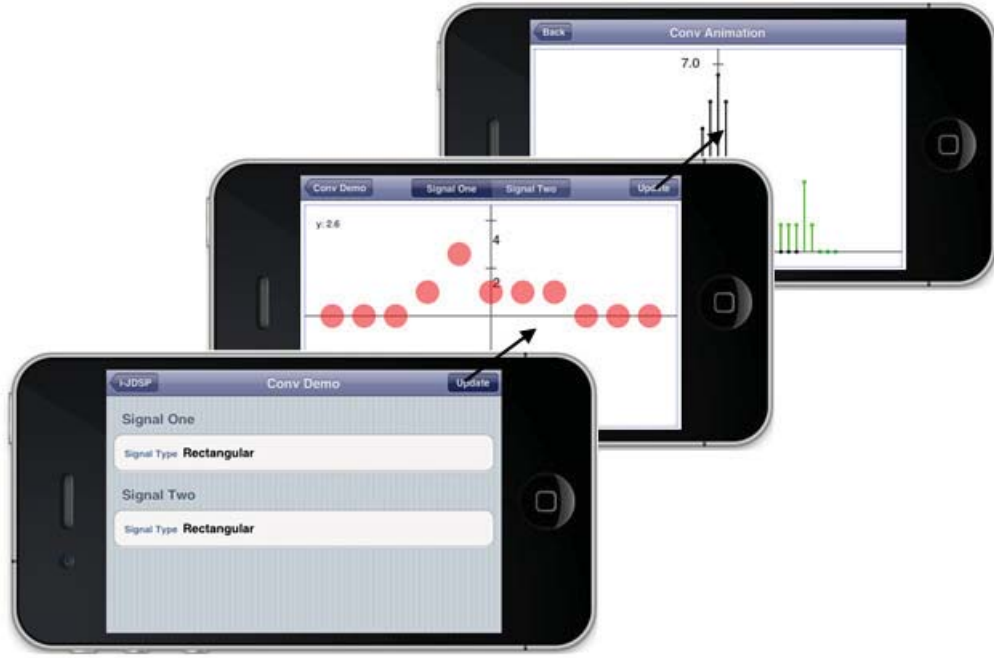 Back Conv Animation
7.0
Conv Demo Signal One Signal Two Update
y: 2.6
4
2
i-JDSP Conv Demo Update
Signal One
Signal Type Rectangular
Signal Two
Signal Type Rectangular